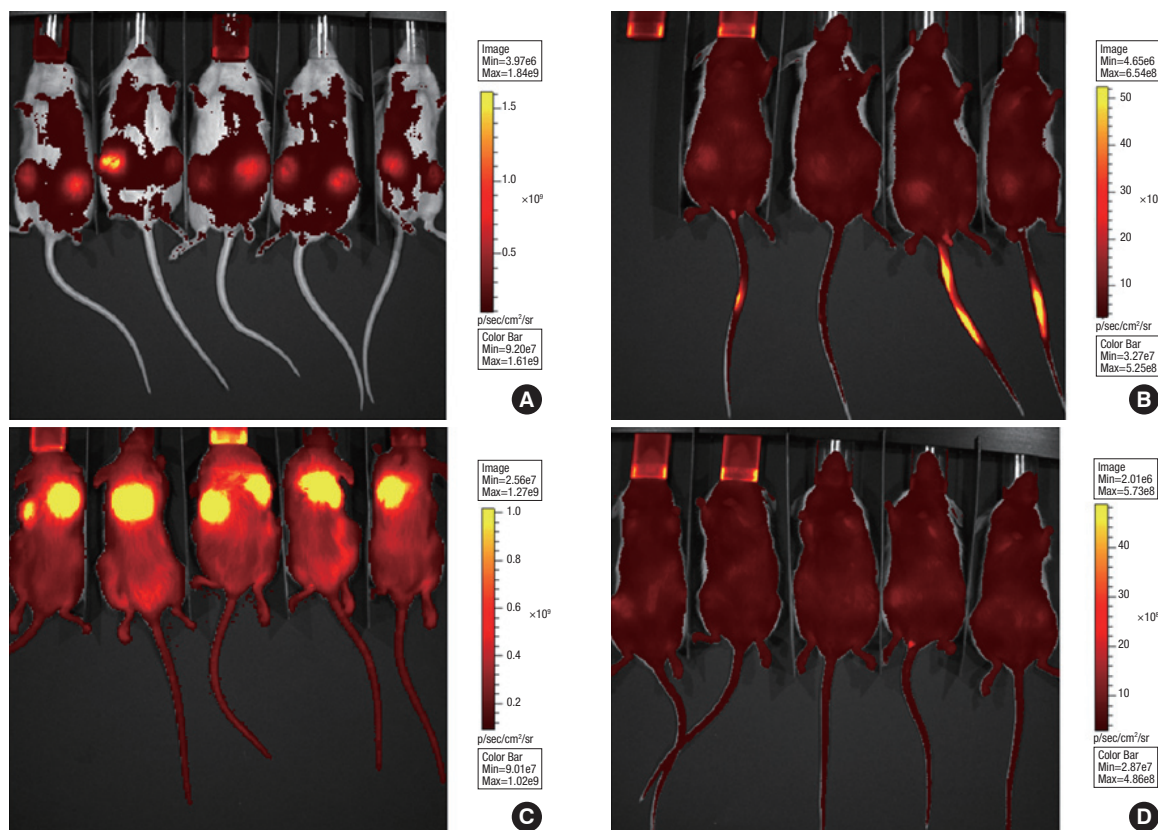 Image
Min=3.97e6
Max=1.84e9
1.5
1.0
×10⁹
0.5
p/sec/cm²/sr
Color Bar
Min=9.20e7
Max=1.61e9
A
Image
Min=4.65e6
Max=6.54e8
50
40
30
20
10
p/sec/cm²/sr
Color Bar
Min=3.27e7
Max=5.25e8
B
Image
Min=2.56e7
Max=1.27e9
1.0
0.8
0.6
×10⁹
0.4
0.2
p/sec/cm²/sr
Color Bar
Min=9.01e7
Max=1.02e9
C
Image
Min=2.01e6
Max=5.73e8
40
30
20
10
p/sec/cm²/sr
Color Bar
Min=2.87e7
Max=4.86e8
D